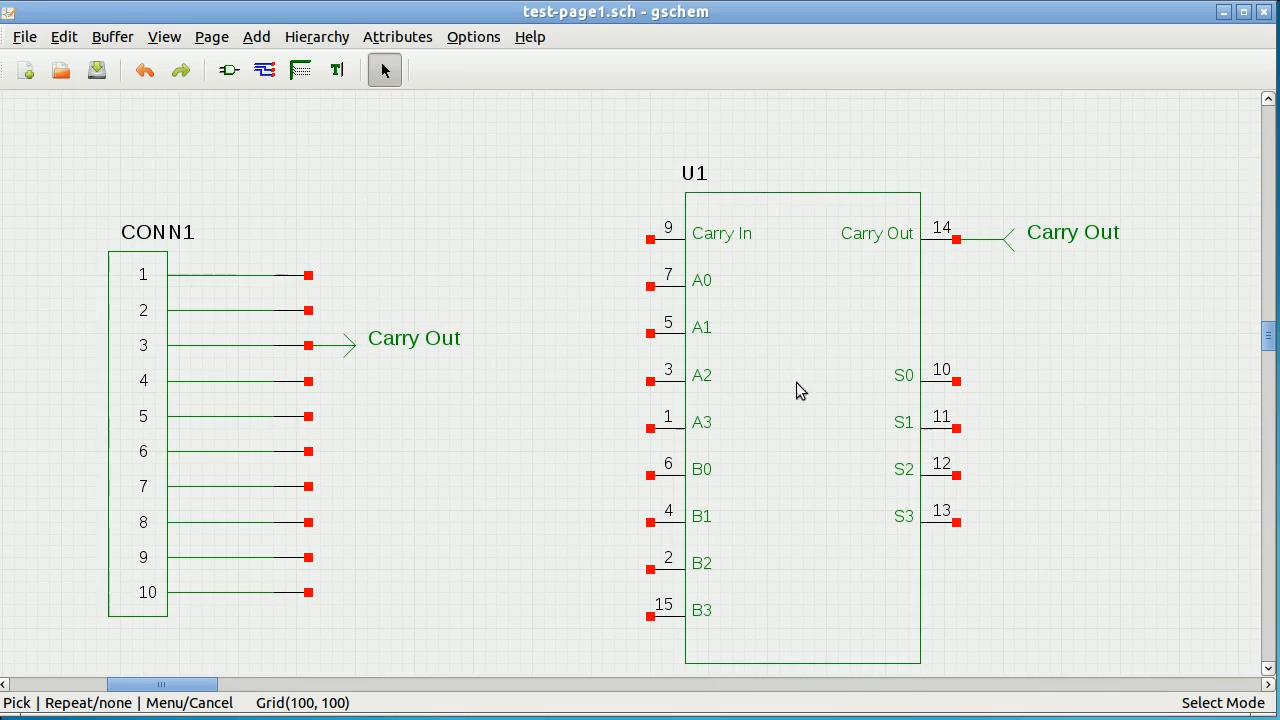 test-page1.sch - gschem
File Edit Buffer View Page Add Hierarchy Attributes Options Help
U1
CONN1
1
2
3 Carry Out
4
5
6
7
8
9
10
9 Carry In Carry Out 14 Carry Out
7 A0
5 A1
3 A2 S0 10
1 A3 S1 11
6 B0 S2 12
4 B1 S3 13
2 B2
15 B3
Pick | Repeat/none | Menu/Cancel Grid(100, 100) Select Mode